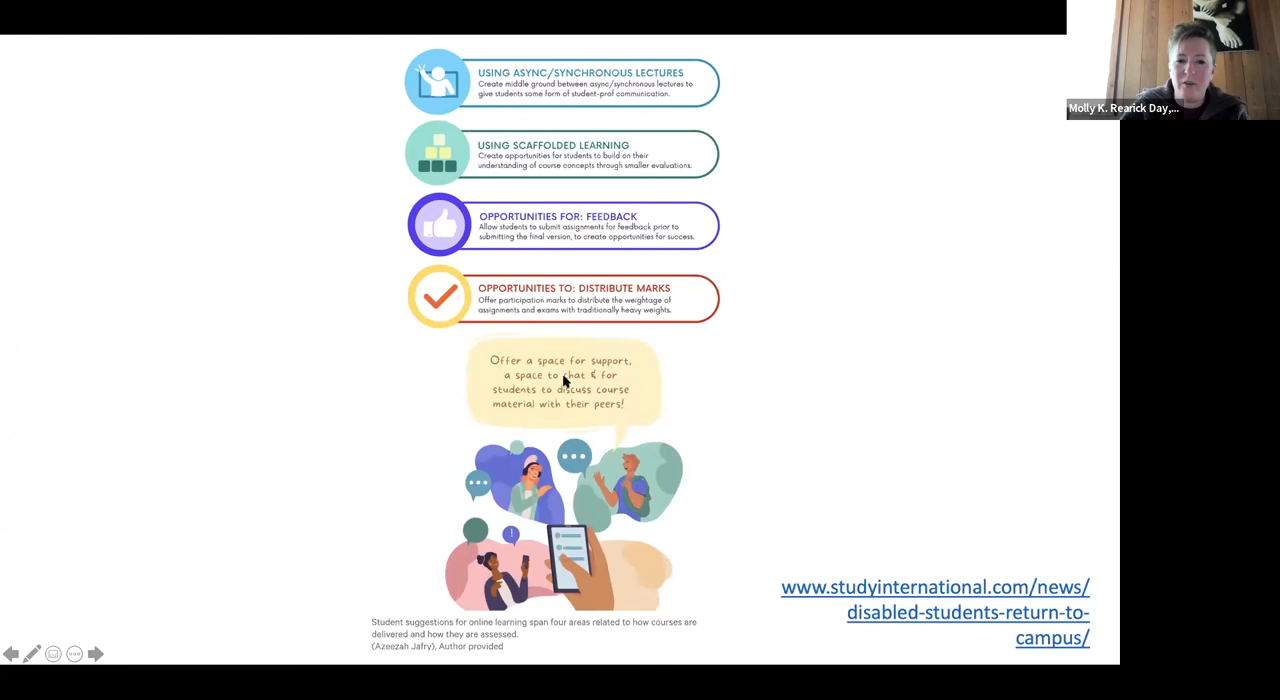 USING ASYNC/SYNCHRONOUS LECTURES
Create middle ground between async/synchronous lectures to
give students some form of student-prof communication.
USING SCAFFOLDED LEARNING
Create opportunities for students to build on their
understanding of course concepts through smaller evaluations.
OPPORTUNITIES FOR: FEEDBACK
Allow students to submit assignments for feedback prior to
submitting the final version, to create opportunities for success.
OPPORTUNITIES TO: DISTRIBUTE MARKS
Offer participation marks to distribute the weightage of
assignments and exams with traditionally heavy weights.
Offer a space for support,
a space to chat & for
students to discuss course
material with their peers!
!
Student suggestions for online learning span four areas related to how courses are
delivered and how they are assessed.
(Azeezah Jafry), Author provided
www.studyinternational.com/news/
disabled-students-return-to-
campus/
Molly K. Rearick Day,...